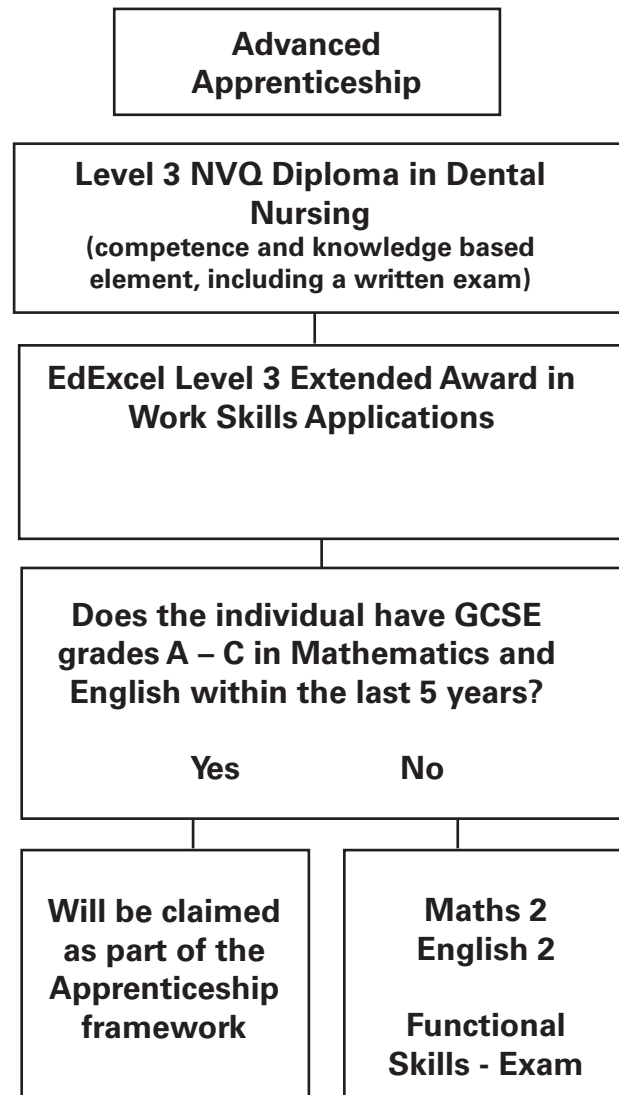 Advanced
Apprenticeship
Level 3 NVQ Diploma in Dental
Nursing
(competence and knowledge based
element, including a written exam)
EdExcel Level 3 Extended Award in
Work Skills Applications
Does the individual have GCSE
grades A – C in Mathematics and
English within the last 5 years?
Yes No
Will be claimed
as part of the
Apprenticeship
framework
Maths 2
English 2
Functional
Skills - Exam